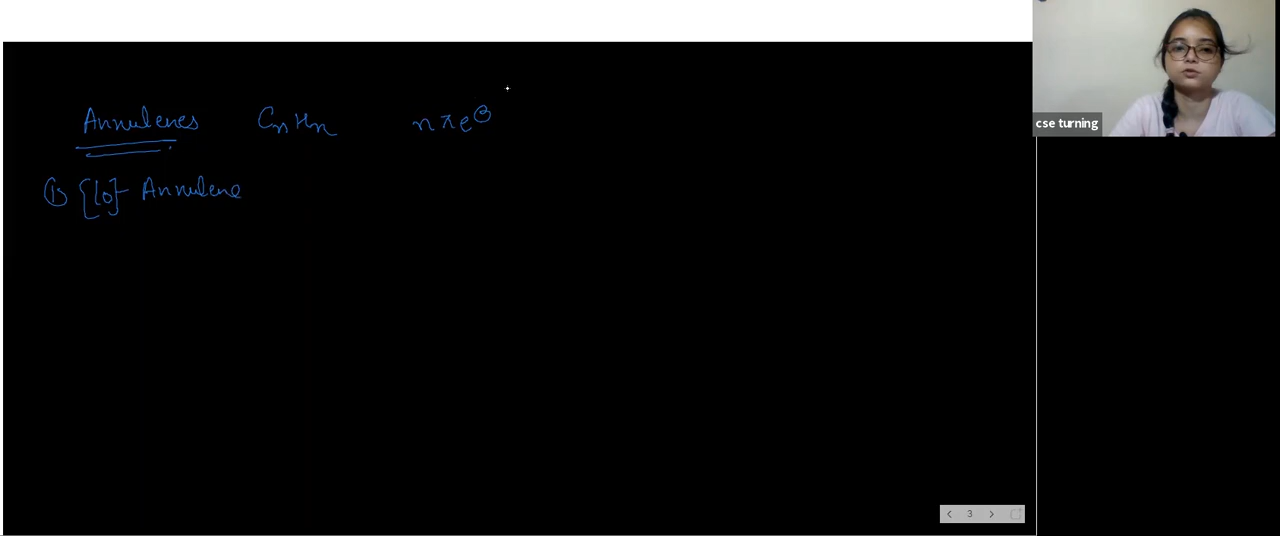 Annulenes CnHn nπe⊖
① [10]- Annulene
cse turning
3